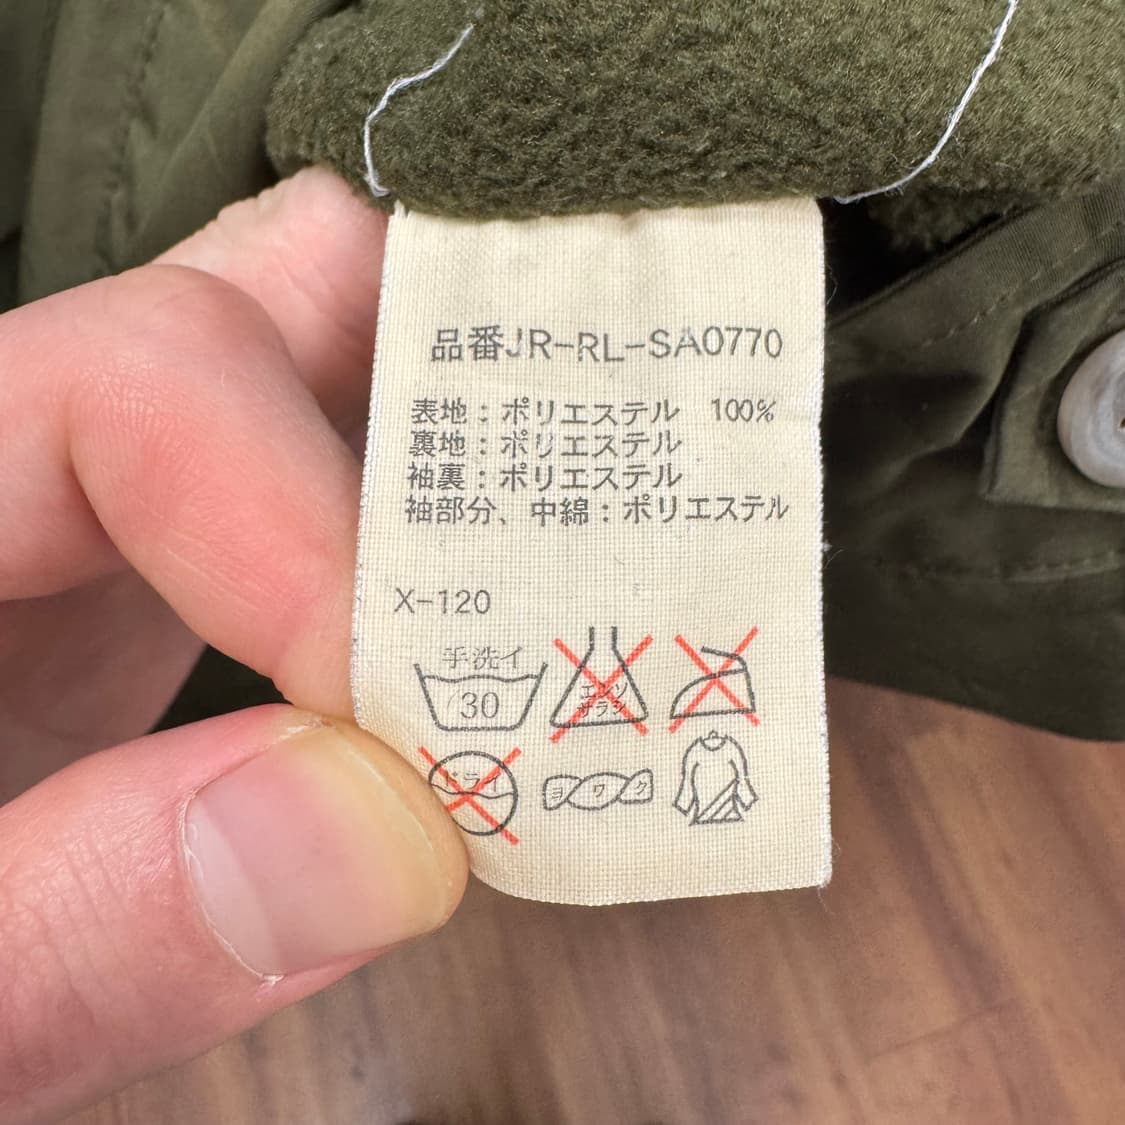 品番JR-RL-SA0770
表地：ポリエステル 100%
裏地：ポリエステル
袖裏：ポリエステル
袖部分、中綿：ポリエステル
X-120
手洗イ
30
エンソ
サラシ
ドライ
ヨワク